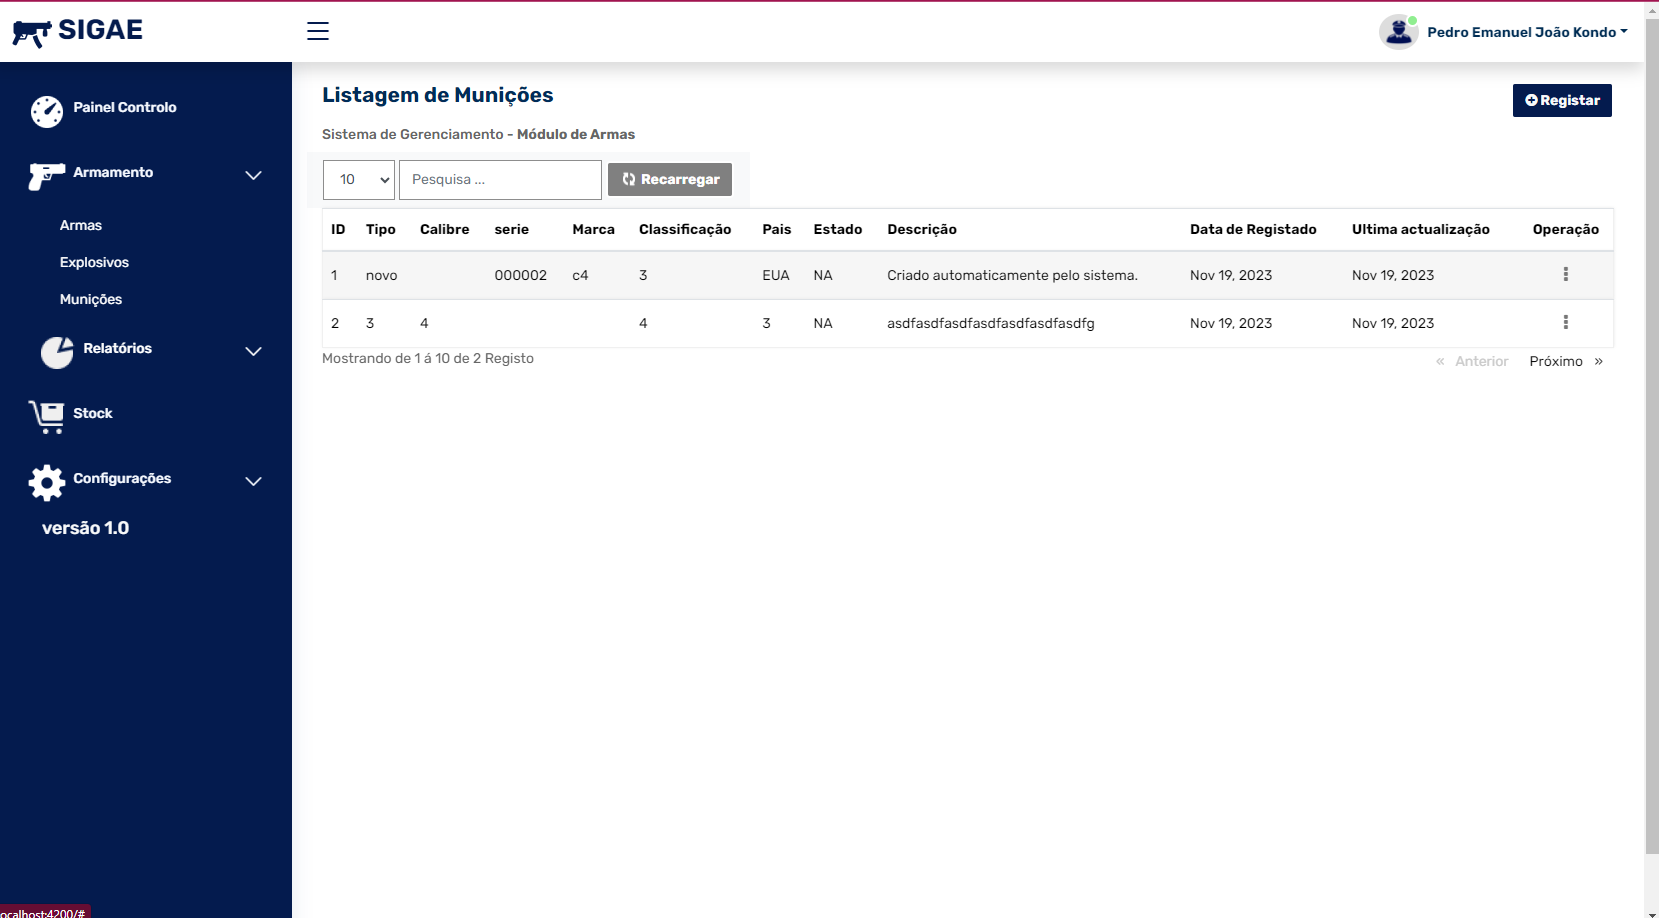 SIGAE
Pedro Emanuel João Kondo
Painel Controlo
Armamento
Armas
Explosivos
Munições
Relatórios
Stock
Configurações
versão 1.0
Listagem de Munições
Registar
Sistema de Gerenciamento - Módulo de Armas
10 Pesquisa ... Recarregar
ID Tipo Calibre serie Marca Classificação Pais Estado Descrição Data de Registado Ultima actualização Operação
1 novo 000002 c4 3 EUA NA Criado automaticamente pelo sistema. Nov 19, 2023 Nov 19, 2023
2 3 4 4 3 NA asdfasdfasdfasdfasdfasdfasdfg Nov 19, 2023 Nov 19, 2023
Mostrando de 1 á 10 de 2 Registo
« Anterior Próximo »
ocalhost:4200/#